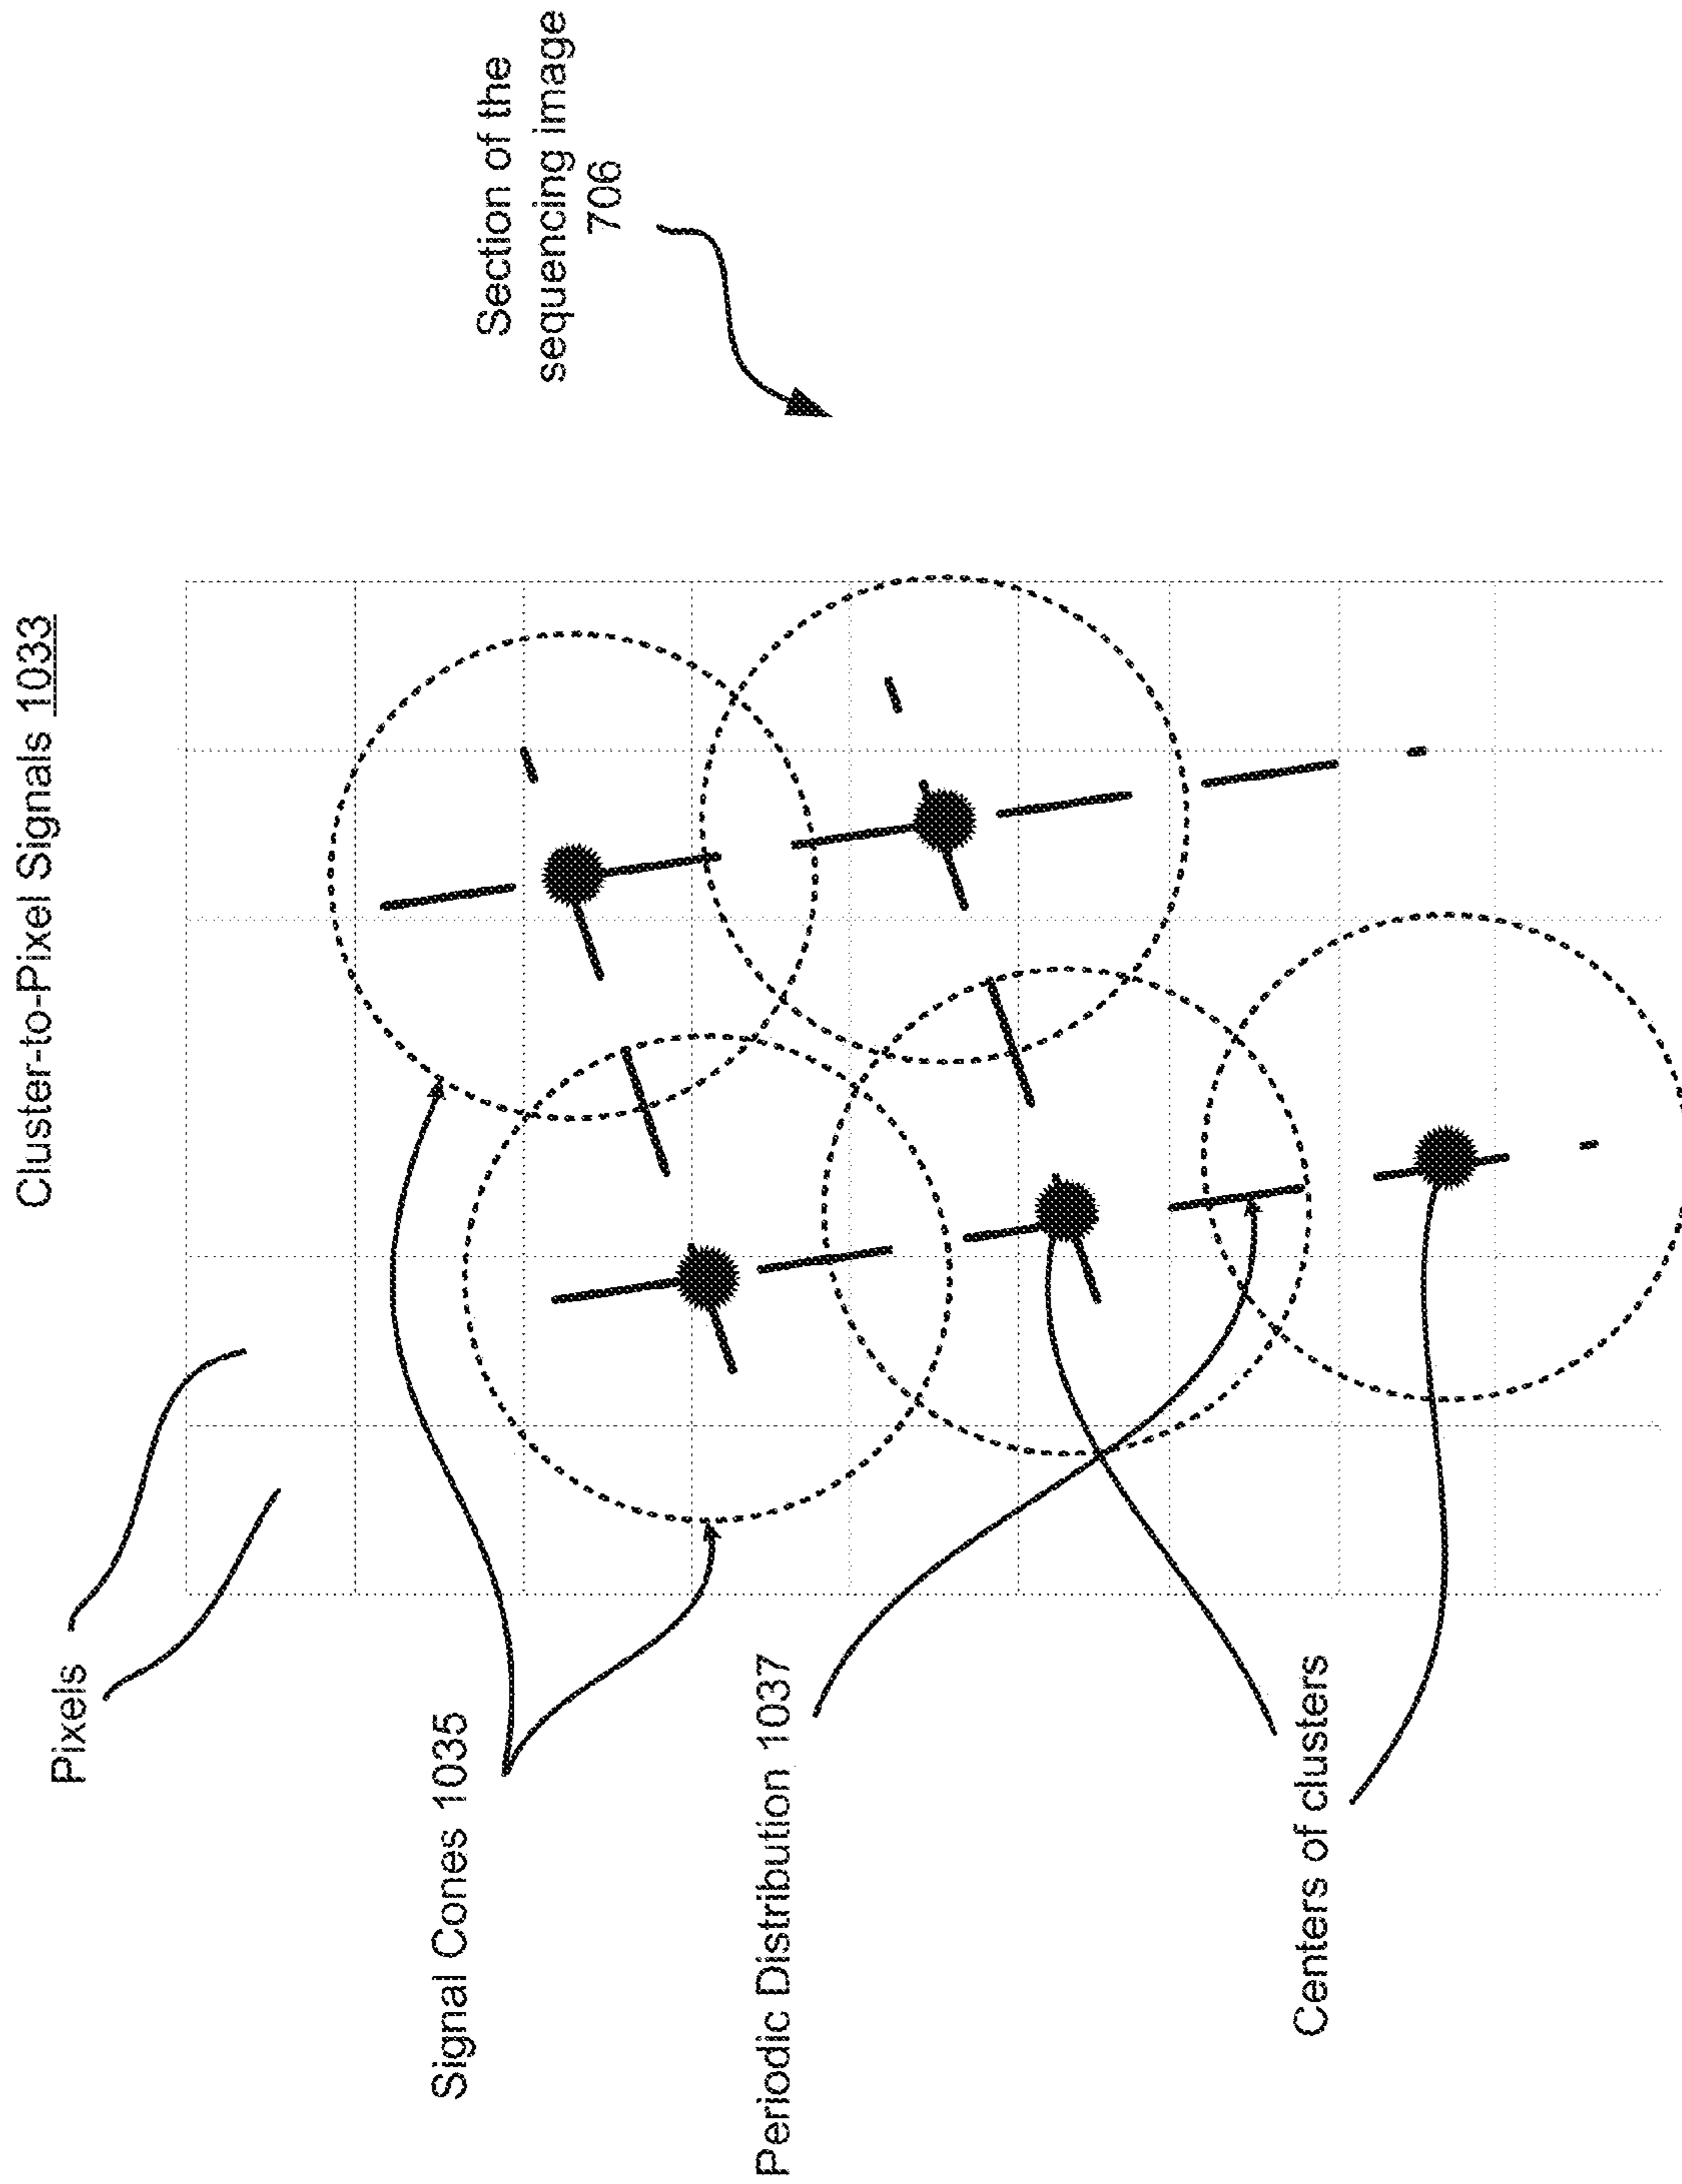 Cluster-to-Pixel Signals 1033
Pixels
Signal Cones 1035
Periodic Distribution 1037
Centers of clusters
Section of the
sequencing image
706